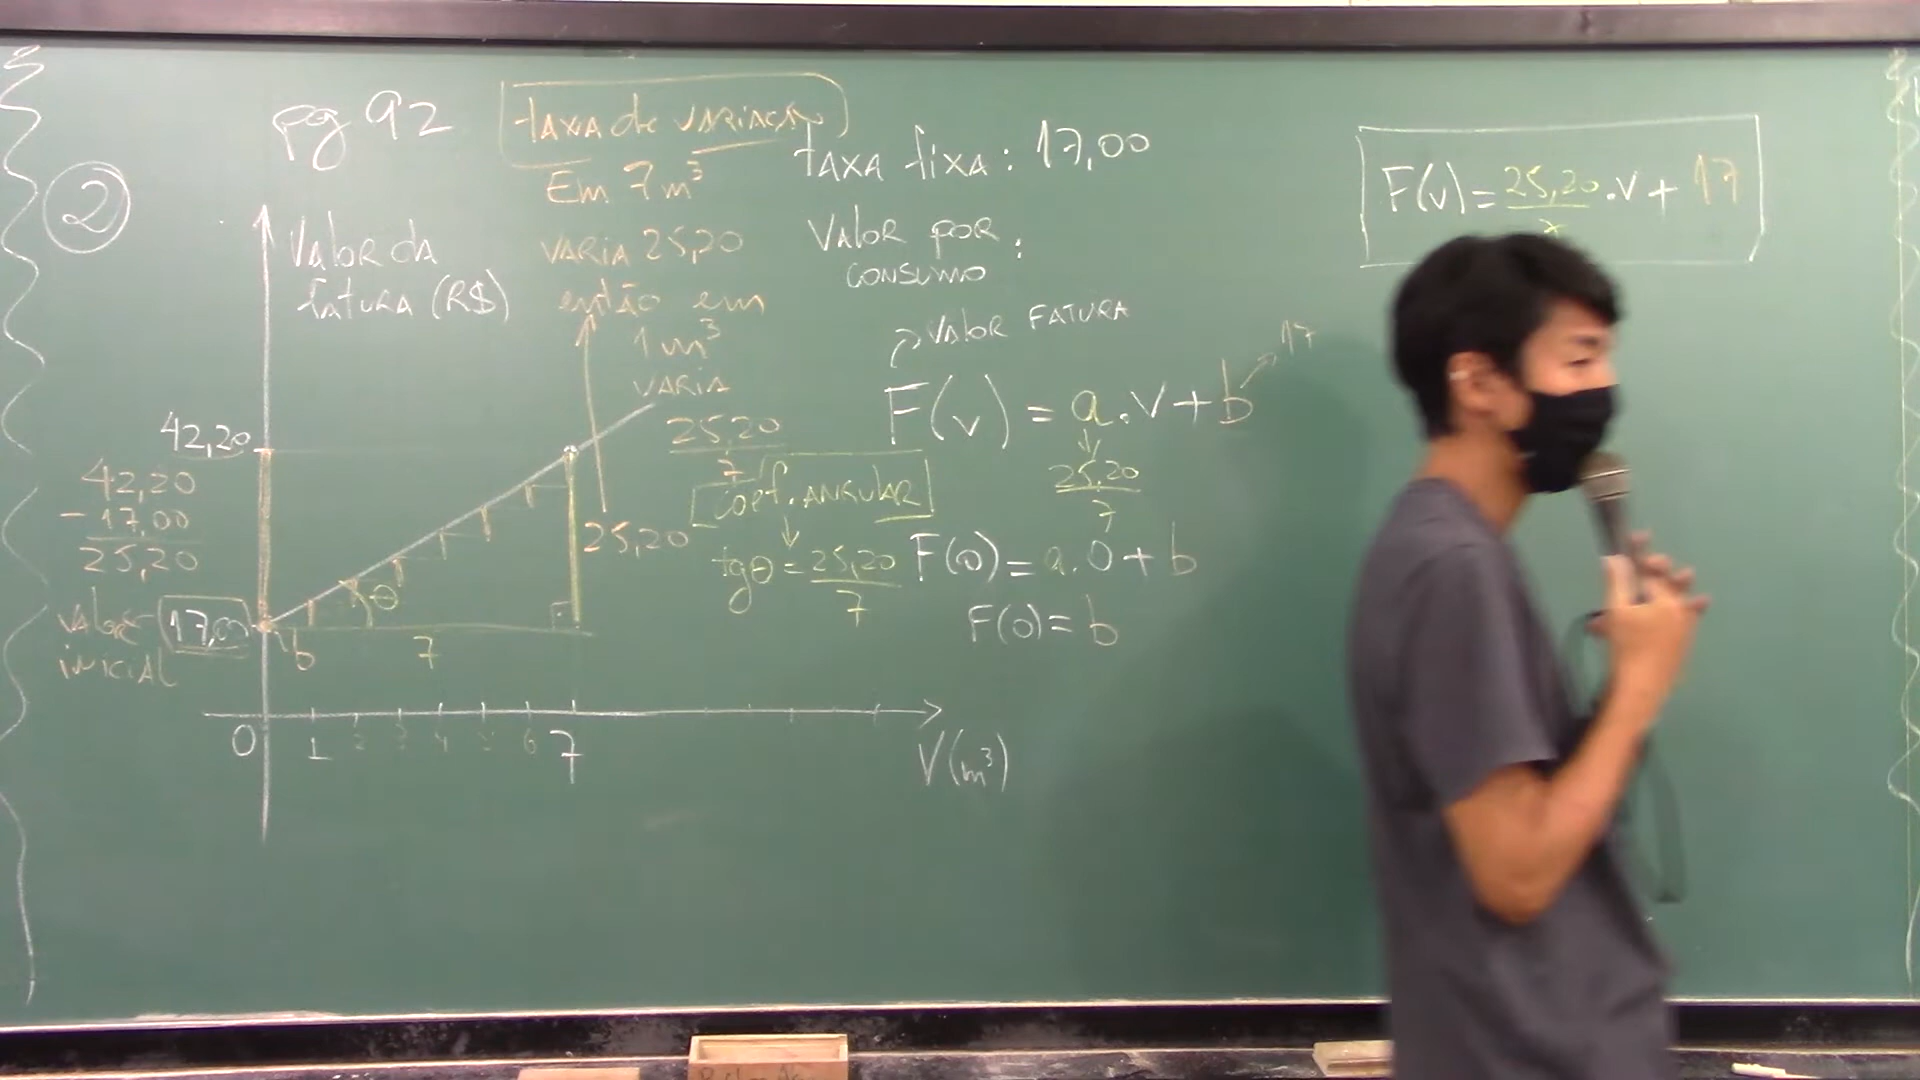 pg 92
2
Valor da
fatura (R$)
42,20
42,20
- 17,00
25,20
valor
inicial
17,00
b
θ
7
25,20
0 1 2 3 4 5 6 7
V(m³)
taxa de variação
Em 7 m³
varia 25,20
então em
1 m³
varia
25,20
7
coef. angular
tgθ = 25,20
7
taxa fixa: 17,00
Valor por:
consumo
Valor fatura
F(v) = a.v + b
17
25,20
7
F(0) = a.0 + b
F(0) = b
F(v) = 25,20 . v + 17
7